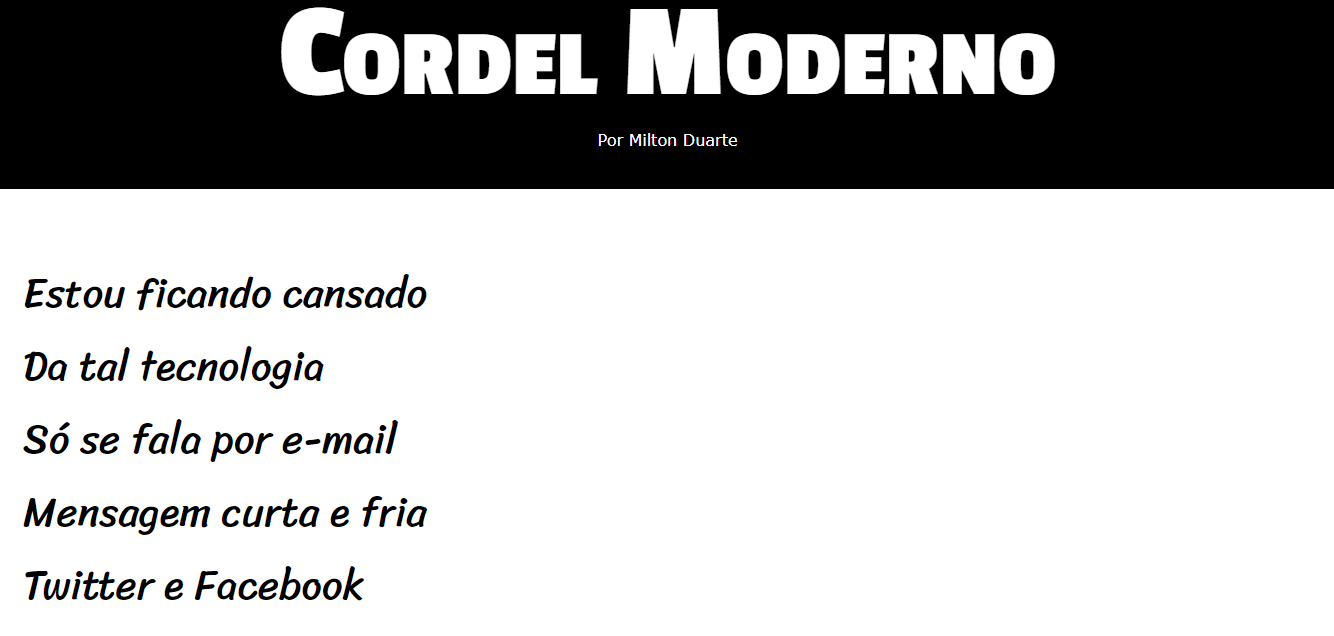 Cordel Moderno
Por Milton Duarte
Estou ficando cansado
Da tal tecnologia
Só se fala por e-mail
Mensagem curta e fria
Twitter e Facebook